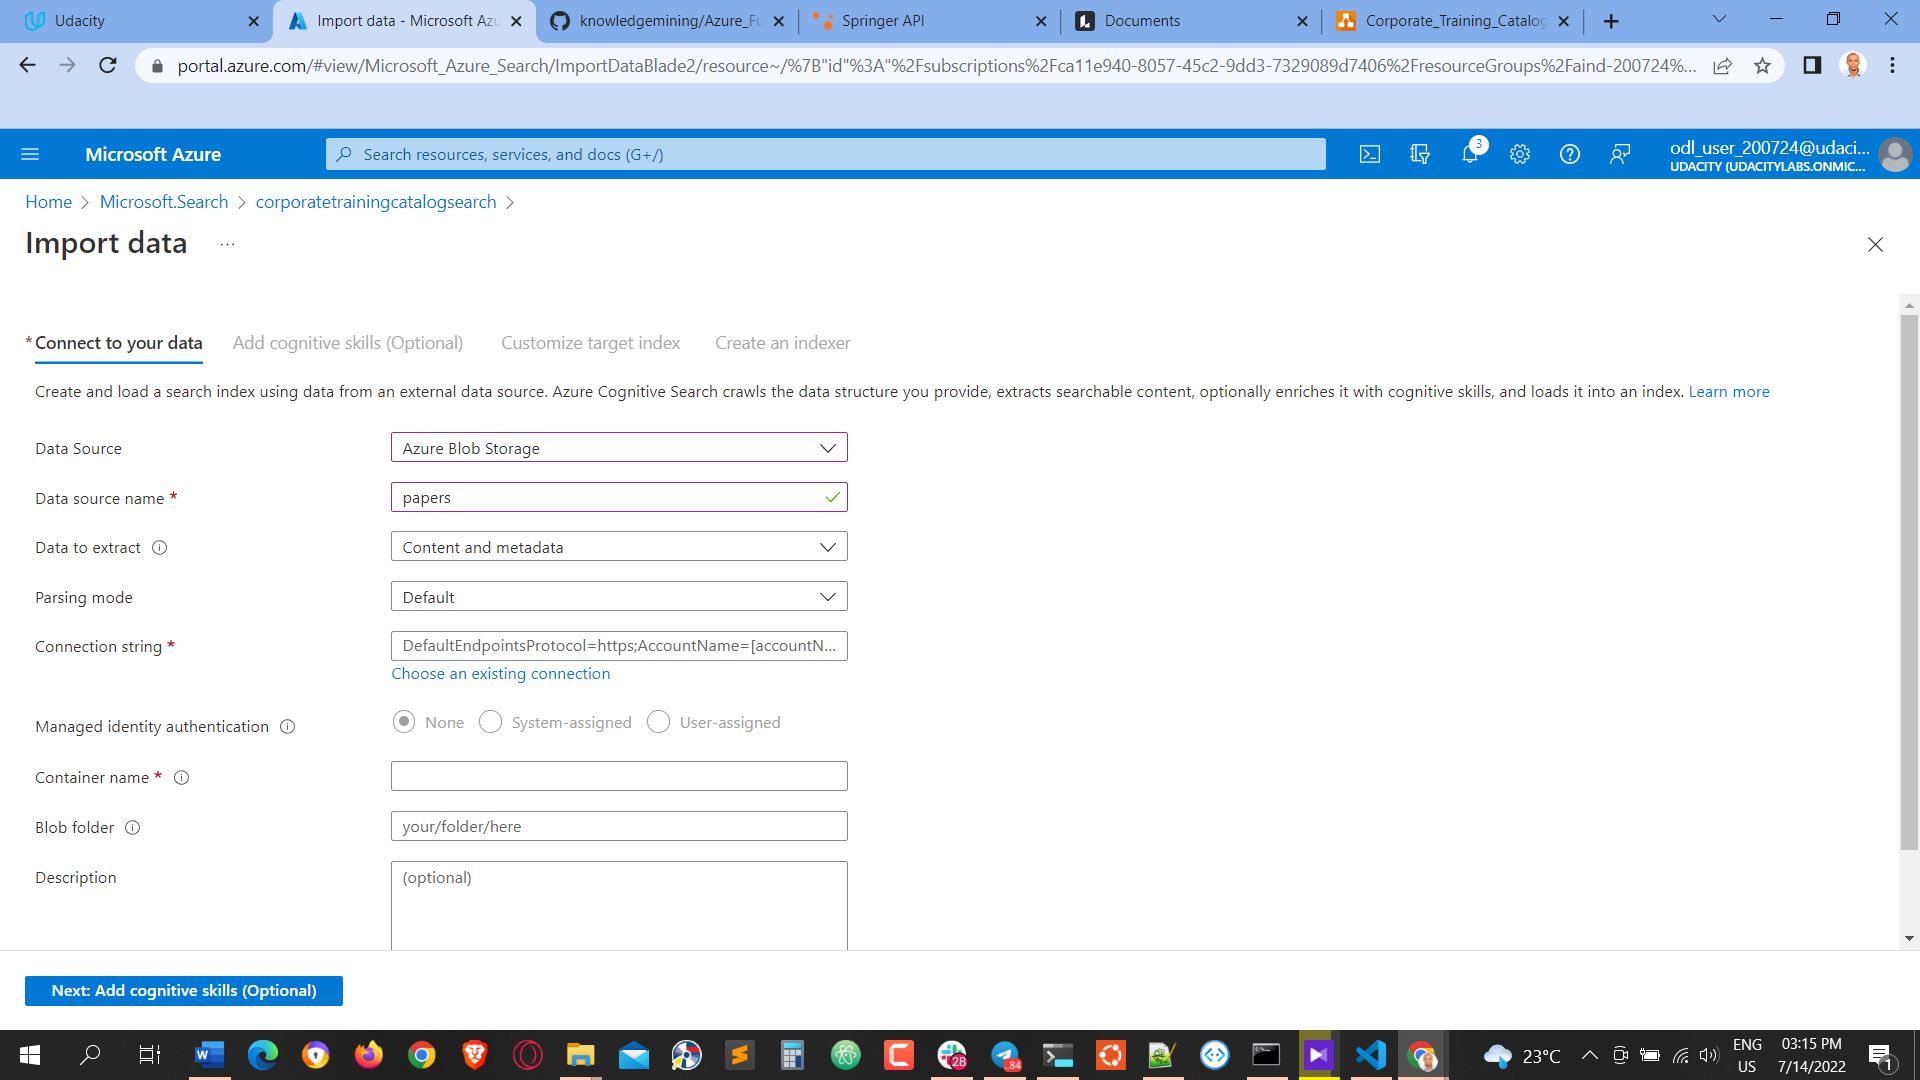 Udacity
Import data - Microsoft Azu
knowledgemining/Azure_Fu
Springer API
Documents
Corporate_Training_Catalog
portal.azure.com/#view/Microsoft_Azure_Search/ImportDataBlade2/resource~/%7B"id"%3A"%2Fsubscriptions%2Fca11e940-8057-45c2-9dd3-7329089d7406%2FresourceGroups%2Faind-200724%...
Microsoft Azure
Search resources, services, and docs (G+/)
3
odl_user_200724@udaci...
UDACITY (UDACITYLABS.ONMIC...
Home > Microsoft.Search > corporatetrainingcatalogsearch >
Import data ...
* Connect to your data
Add cognitive skills (Optional)
Customize target index
Create an indexer
Create and load a search index using data from an external data source. Azure Cognitive Search crawls the data structure you provide, extracts searchable content, optionally enriches it with cognitive skills, and loads it into an index. Learn more
Data Source
Azure Blob Storage
Data source name *
papers
Data to extract
Content and metadata
Parsing mode
Default
Connection string *
DefaultEndpointsProtocol=https;AccountName=[accountN...
Choose an existing connection
Managed identity authentication
None
System-assigned
User-assigned
Container name *
Blob folder
your/folder/here
Description
(optional)
Next: Add cognitive skills (Optional)
28
84
23°C
ENG
US
03:15 PM
7/14/2022
1